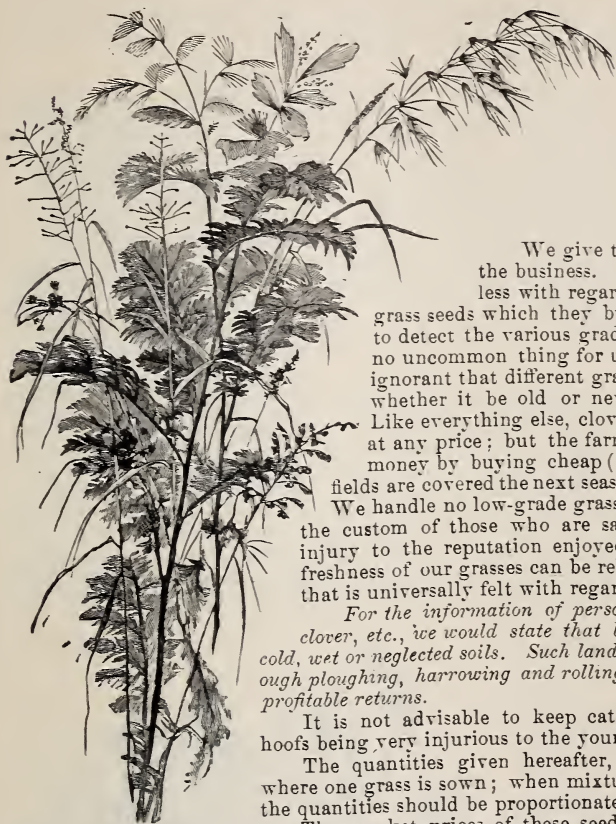 We give t
the business.
less with regar
grass seeds which they b
to detect the various grad
no uncommon thing for u
ignorant that different gra
whether it be old or ne
Like everything else, clov
at any price; but the farm
money by buying cheap (
fields are covered the next seas
We handle no low-grade grass
the custom of those who are sa
injury to the reputation enjoyed
freshness of our grasses can be re
that is universally felt with regar
For the information of perso
clover, etc., we would state that
cold, wet or neglected soils. Such land
ough ploughing, harrowing and rolling
profitable returns.
It is not advisable to keep cat
hoofs being very injurious to the your
The quantities given hereafter,
where one grass is sown; when mixtu
the quantities should be proportionate
prices of these seed